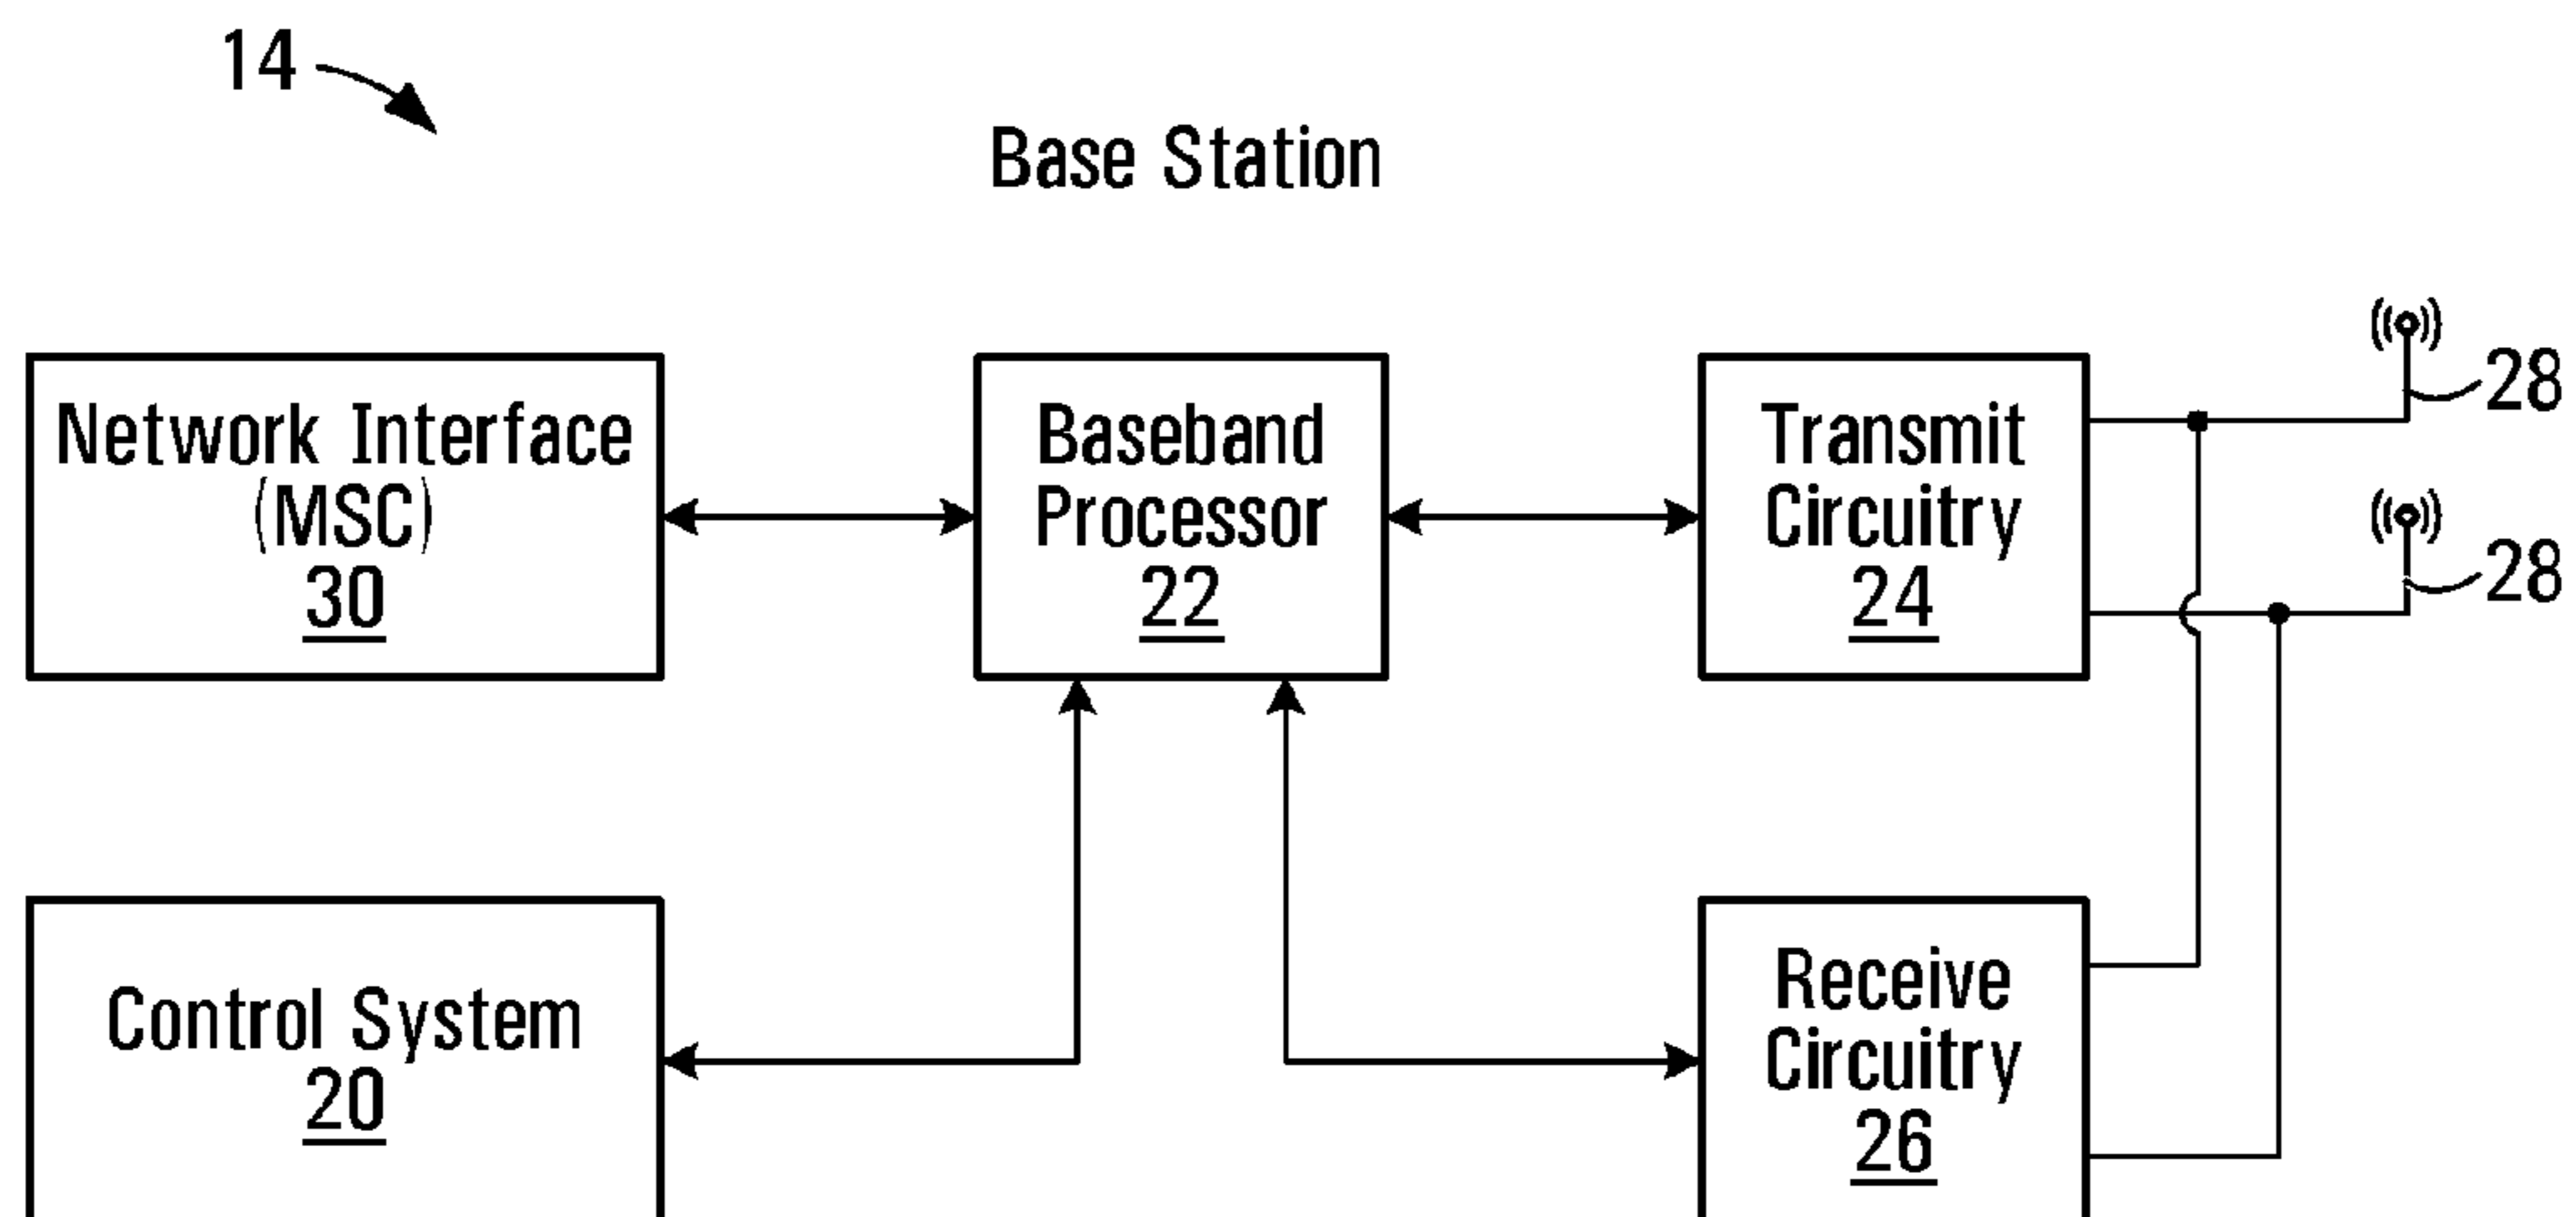 14
Base Station
Network Interface
(MSC)
30
Baseband
Processor
22
Transmit
Circuitry
24
28
28
Control System
20
Receive
Circuitry
26